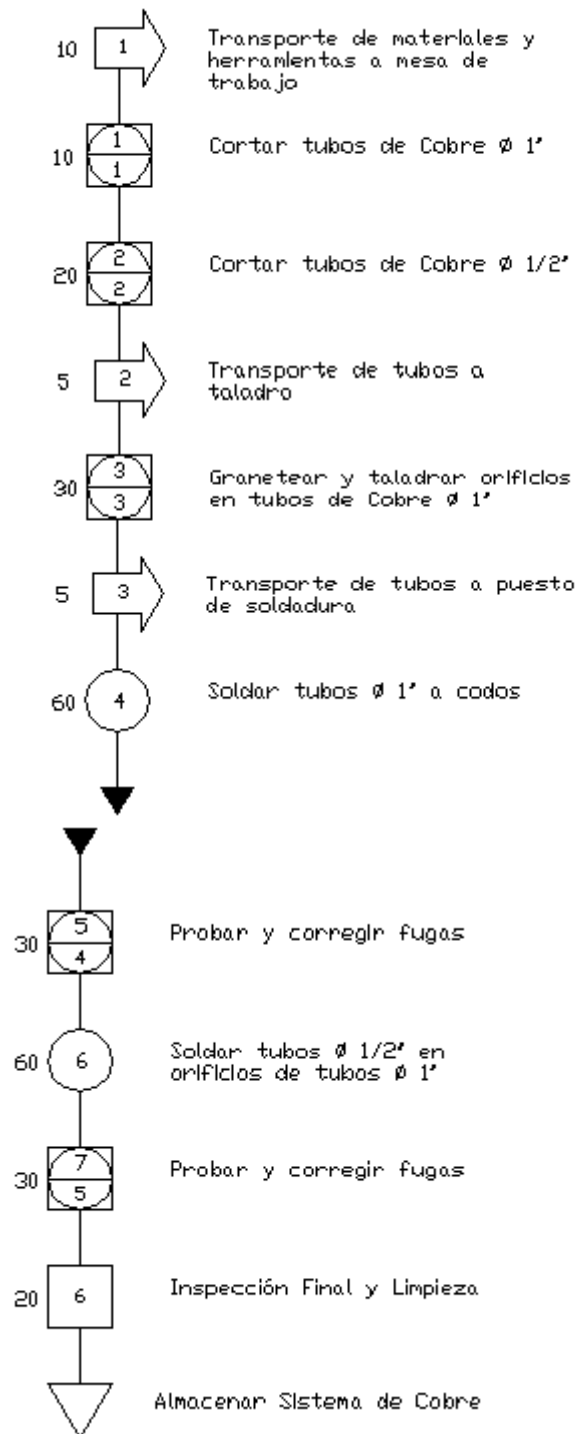 10 1 Transporte de materiales y
herramientas a mesa de
trabajo
1
10 Cortar tubos de Cobre Ø 1"
1
2
20 Cortar tubos de Cobre Ø 1/2"
2
5 2 Transporte de tubos a
taladro
3
30 Granetear y taladrar orificios
3 en tubos de Cobre Ø 1"
5 3 Transporte de tubos a puesto
de soldadura
60 4 Soldar tubos Ø 1" a codos
5
30 Probar y corregir fugas
4
60 6 Soldar tubos Ø 1/2" en
orificios de tubos Ø 1"
7
30 Probar y corregir fugas
5
20 6 Inspección Final y Limpieza
Almacenar Sistema de Cobre